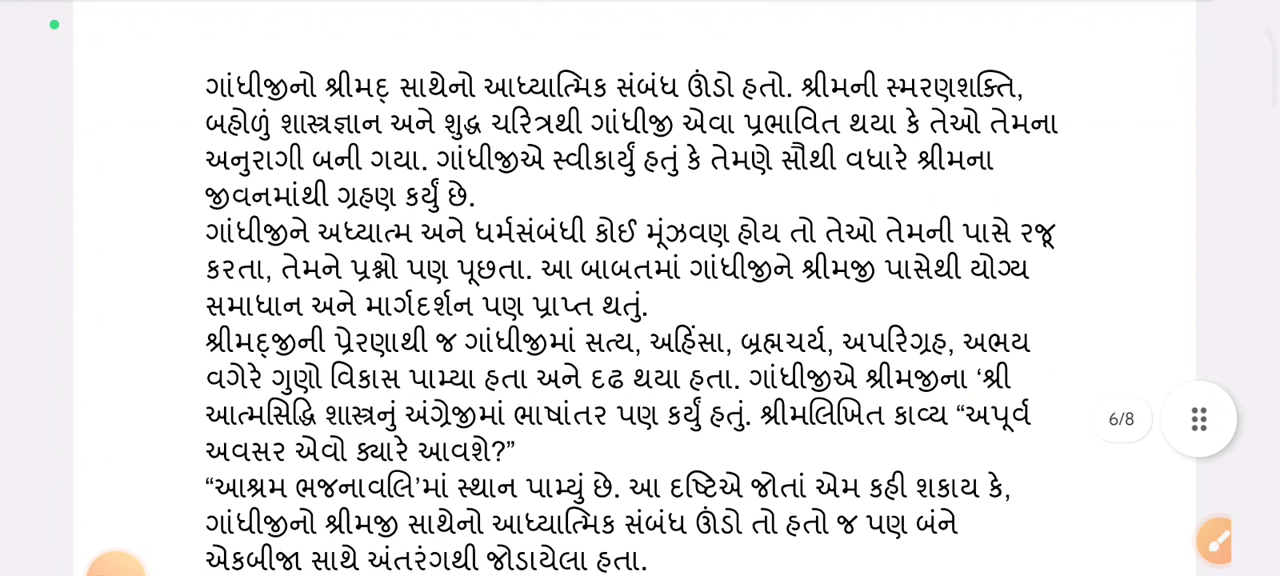 ગાંધીજીનો શ્રીમદ્ સાથેનો આધ્યાત્મિક સંબંધ ઊંડો હતો. શ્રીમની સ્મરણશક્તિ,
બહોળું શાસ્ત્રજ્ઞાન અને શુદ્ધ ચરિત્રથી ગાંધીજી એવા પ્રભાવિત થયા કે તેઓ તેમના
અનુરાગી બની ગયા. ગાંધીજીએ સ્વીકાર્યું હતું કે તેમણે સૌથી વધારે શ્રીમના
જીવનમાંથી ગ્રહણ કર્યું છે.
ગાંધીજીને અધ્યાત્મ અને ધર્મસંબંધી કોઈ મૂંઝવણ હોય તો તેઓ તેમની પાસે રજૂ
કરતા, તેમને પ્રશ્નો પણ પૂછતા. આ બાબતમાં ગાંધીજીને શ્રીમજી પાસેથી યોગ્ય
સમાધાન અને માર્ગદર્શન પણ પ્રાપ્ત થતું.
શ્રીમદ્જીની પ્રેરણાથી જ ગાંધીજીમાં સત્ય, અહિંસા, બ્રહ્મચર્ય, અપરિગ્રહ, અભય
વગેરે ગુણો વિકાસ પામ્યા હતા અને દઢ થયા હતા. ગાંધીજીએ શ્રીમજીના ‘શ્રી
આત્મસિદ્ધિ શાસ્ત્રનું અંગ્રેજીમાં ભાષાંતર પણ કર્યું હતું. શ્રીમલિખિત કાવ્ય “અપૂર્વ
અવસર એવો ક્યારે આવશે?”
“આશ્રમ ભજનાવલિ’માં સ્થાન પામ્યું છે. આ દષ્ટિએ જોતાં એમ કહી શકાય કે,
ગાંધીજીનો શ્રીમજી સાથેનો આધ્યાત્મિક સંબંધ ઊંડો તો હતો જ પણ બંને
એકબીજા સાથે અંતરંગથી જોડાયેલા હતા.
6/8